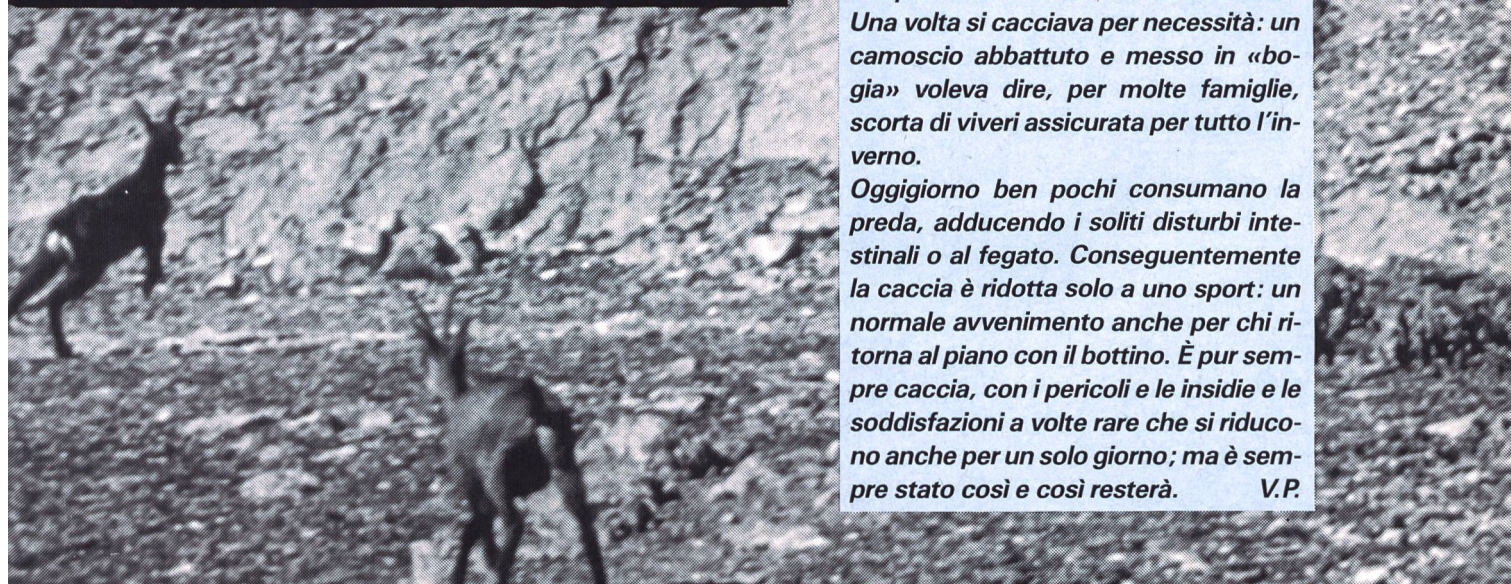 Una volta si cacciava per necessità: un
camoscio abbattuto e messo in «bo-
gia» voleva dire, per molte famiglie,
scorta di viveri assicurata per tutto l'in-
verno.
Oggigiorno ben pochi consumano la
preda, adducendo i soliti disturbi inte-
stinali o al fegato. Conseguentemente
la caccia è ridotta solo a uno sport: un
normale avvenimento anche per chi ri-
torna al piano con il bottino. È pur sem-
pre caccia, con i pericoli e le insidie e le
soddisfazioni a volte rare che si riduco-
no anche per un solo giorno; ma è sem-
pre stato così e così resterà. V.P.